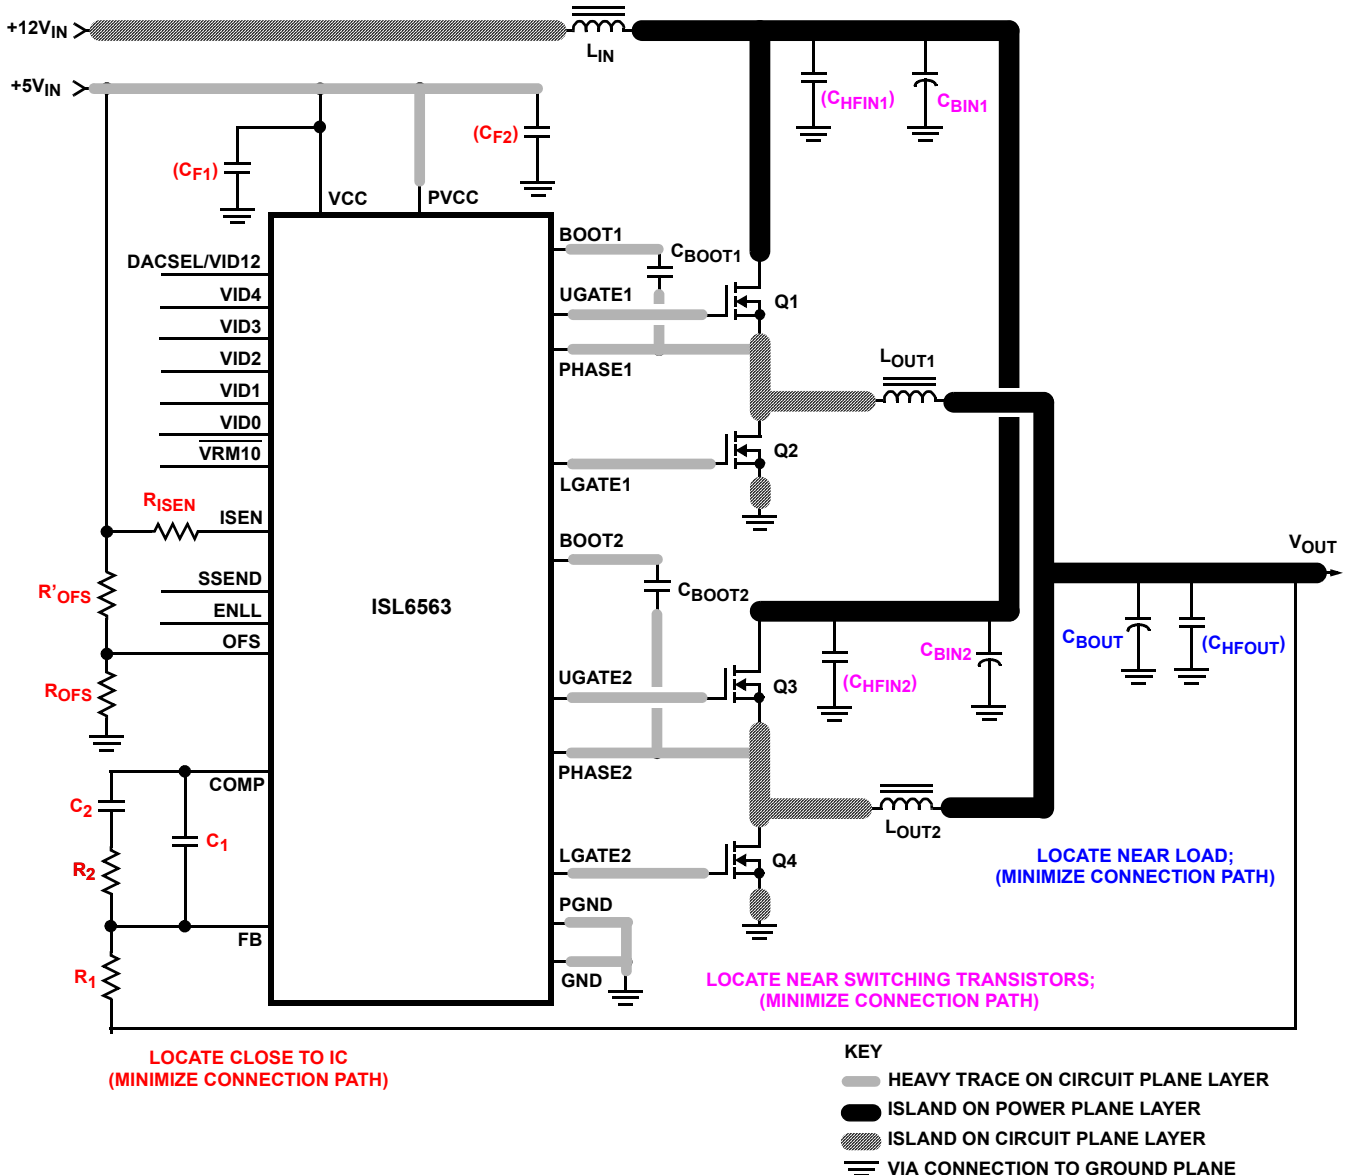 +12VIN
LIN
+5VIN
(CHFIN1)
CBIN1
(CF2)
(CF1)
VCC
PVCC
BOOT1
CBOOT1
DACSEL/VID12
VID4
UGATE1
Q1
VID3
VID2
PHASE1
LOUT1
VID1
VID0
VRM10
Q2
LGATE1
RISEN
ISEN
BOOT2
VOUT
R'OFS
SSEND
CBOOT2
ENLL
ISL6563
OFS
CBOUT
(CHFOUT)
CBIN2
(CHFIN2)
ROFS
UGATE2
Q3
COMP
PHASE2
C2
C1
LOUT2
R2
LGATE2
Q4
LOCATE NEAR LOAD;
(MINIMIZE CONNECTION PATH)
PGND
FB
R1
GND
LOCATE NEAR SWITCHING TRANSISTORS;
(MINIMIZE CONNECTION PATH)
LOCATE CLOSE TO IC
(MINIMIZE CONNECTION PATH)
KEY
HEAVY TRACE ON CIRCUIT PLANE LAYER
ISLAND ON POWER PLANE LAYER
ISLAND ON CIRCUIT PLANE LAYER
VIA CONNECTION TO GROUND PLANE